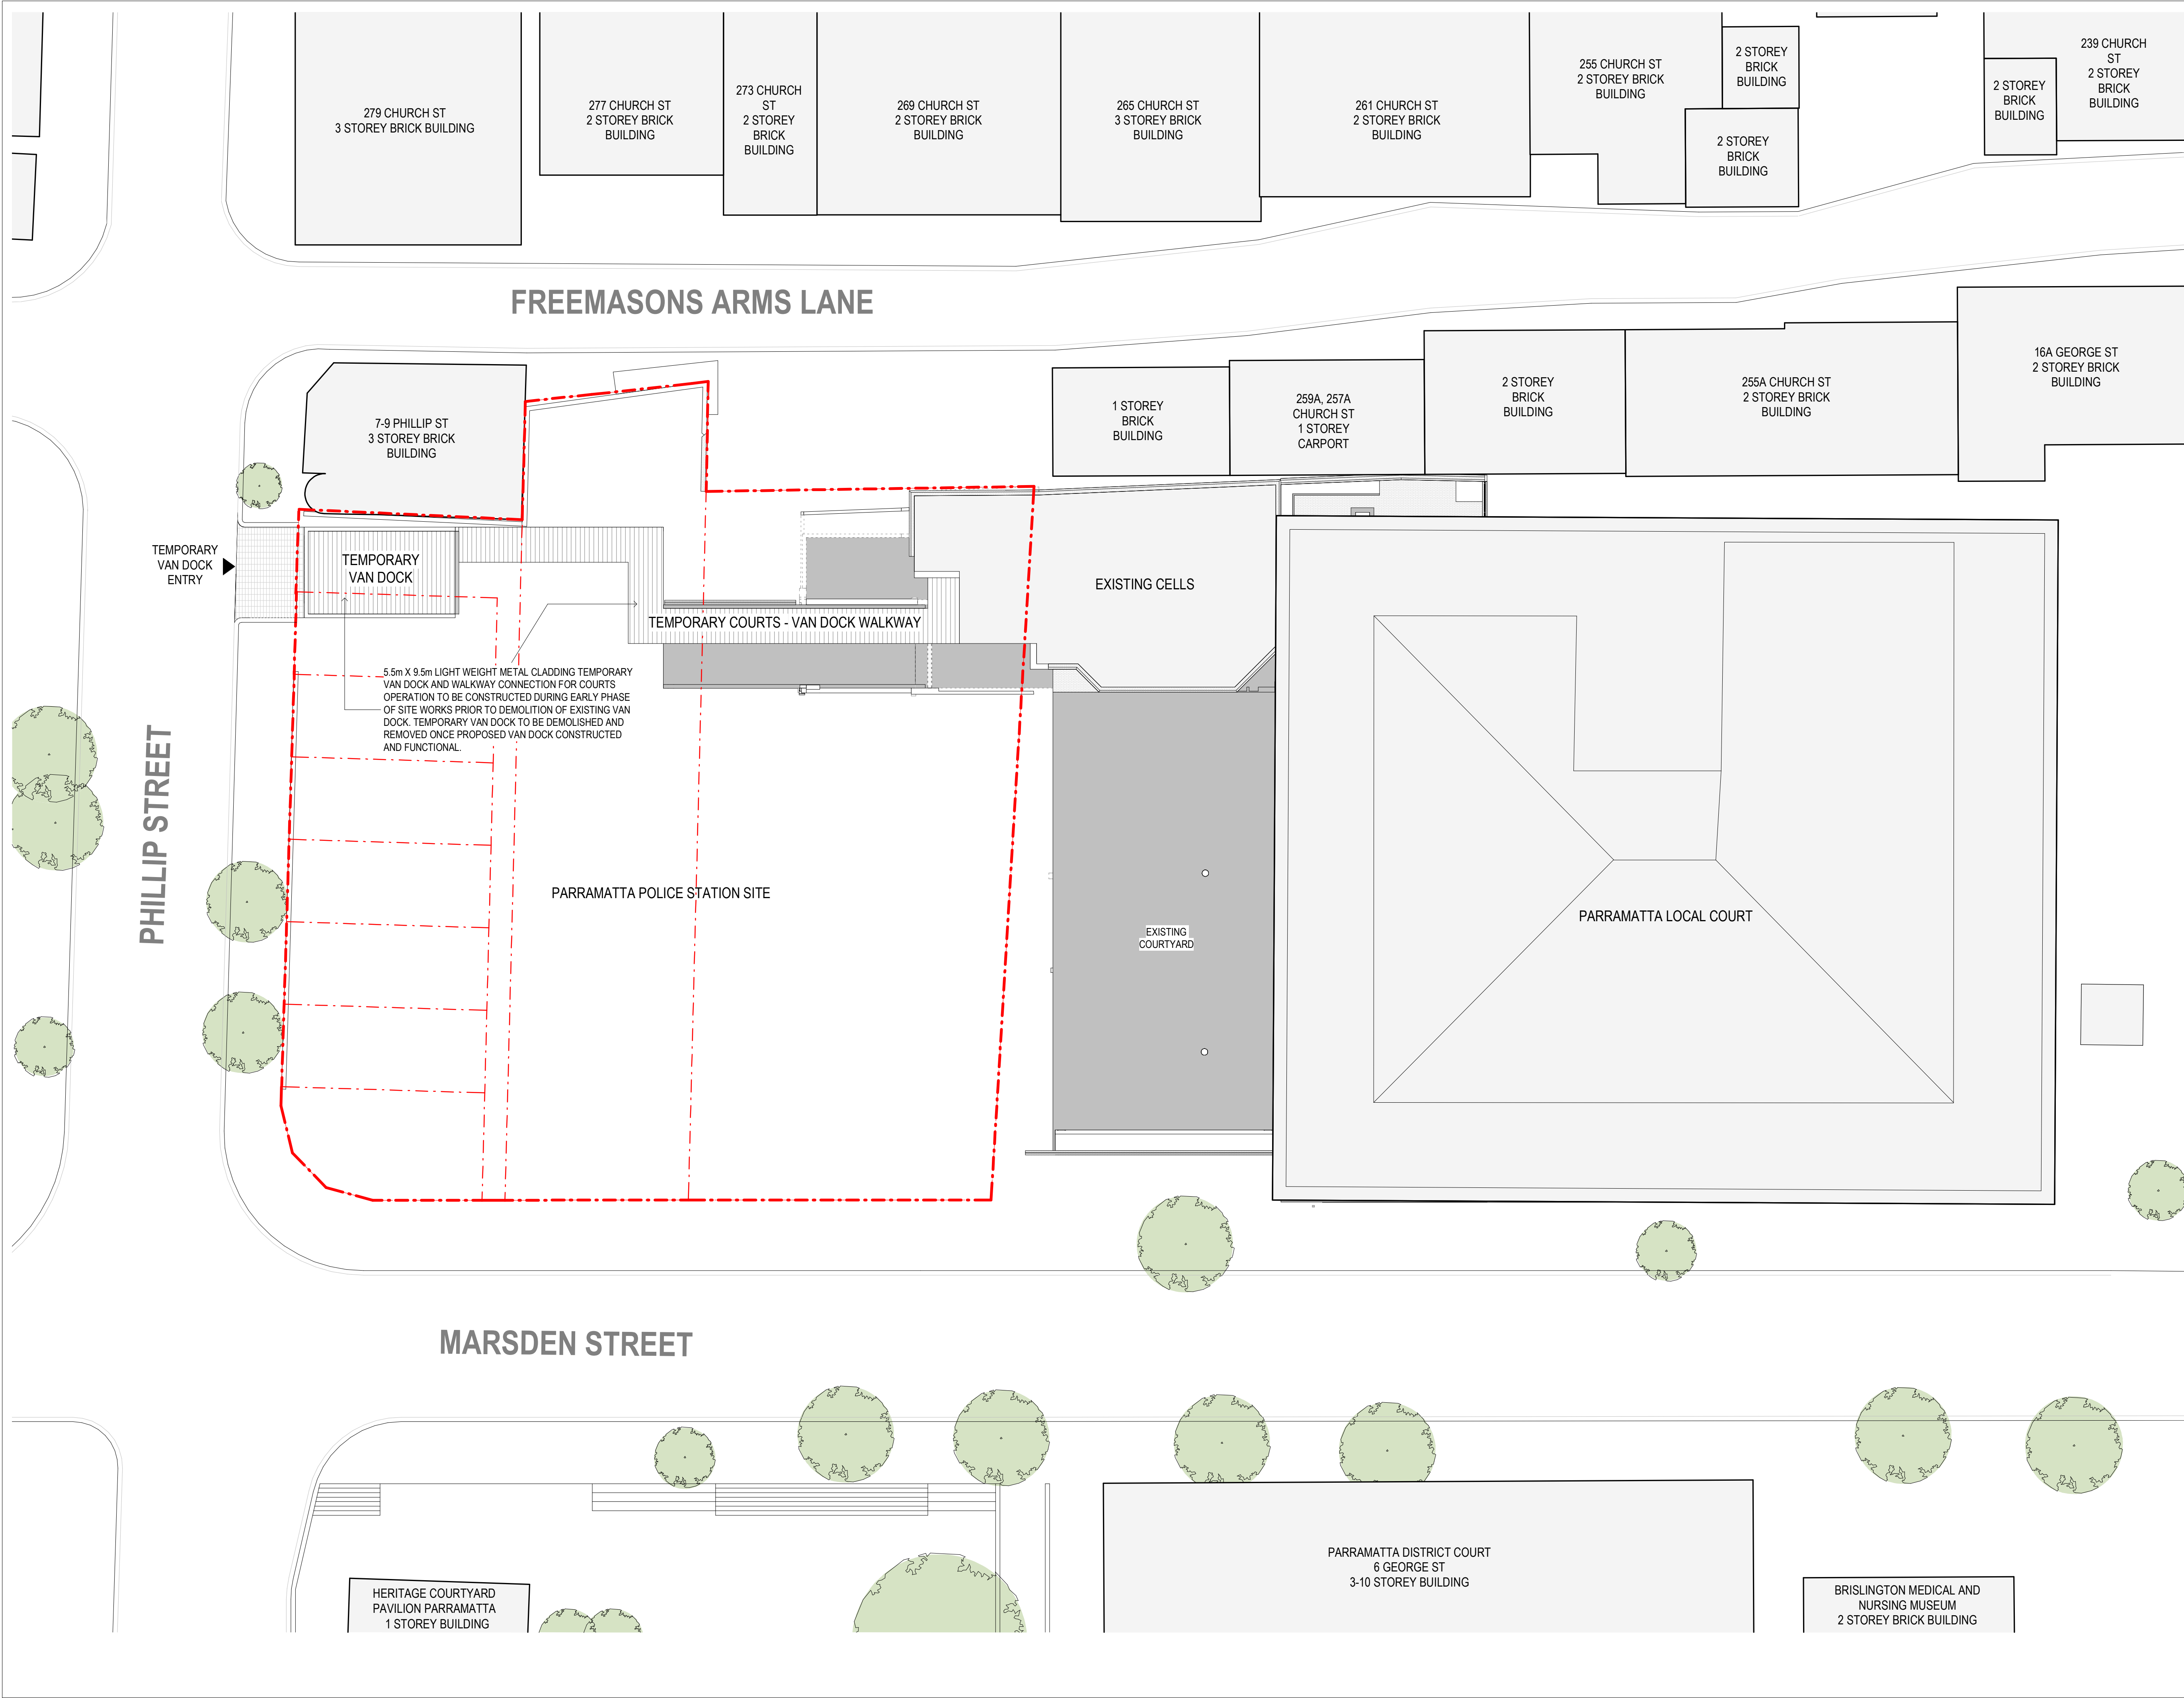 279 CHURCH ST
3 STOREY BRICK BUILDING
277 CHURCH ST
2 STOREY BRICK
BUILDING
273 CHURCH
ST
2 STOREY
BRICK
BUILDING
269 CHURCH ST
2 STOREY BRICK
BUILDING
265 CHURCH ST
3 STOREY BRICK
BUILDING
261 CHURCH ST
2 STOREY BRICK
BUILDING
255 CHURCH ST
2 STOREY BRICK
BUILDING
2 STOREY
BRICK
BUILDING
2 STOREY
BRICK
BUILDING
2 STOREY
BRICK
BUILDING
239 CHURCH
ST
2 STOREY
BRICK
BUILDING
FREEMASONS ARMS LANE
7-9 PHILLIP ST
3 STOREY BRICK
BUILDING
1 STOREY
BRICK
BUILDING
259A, 257A
CHURCH ST
1 STOREY
CARPORT
2 STOREY
BRICK
BUILDING
255A CHURCH ST
2 STOREY BRICK
BUILDING
16A GEORGE ST
2 STOREY BRICK
BUILDING
TEMPORARY
VAN DOCK
ENTRY
TEMPORARY
VAN DOCK
EXISTING CELLS
TEMPORARY COURTS - VAN DOCK WALKWAY
5.5m X 9.5m LIGHT WEIGHT METAL CLADDING TEMPORARY
VAN DOCK AND WALKWAY CONNECTION FOR COURTS
OPERATION TO BE CONSTRUCTED DURING EARLY PHASE
OF SITE WORKS PRIOR TO DEMOLITION OF EXISTING VAN
DOCK. TEMPORARY VAN DOCK TO BE DEMOLISHED AND
REMOVED ONCE PROPOSED VAN DOCK CONSTRUCTED
AND FUNCTIONAL.
PHILLIP STREET
PARRAMATTA POLICE STATION SITE
EXISTING
COURTYARD
PARRAMATTA LOCAL COURT
MARSDEN STREET
HERITAGE COURTYARD
PAVILION PARRAMATTA
1 STOREY BUILDING
PARRAMATTA DISTRICT COURT
6 GEORGE ST
3-10 STOREY BUILDING
BRISLINGTON MEDICAL AND
NURSING MUSEUM
2 STOREY BRICK BUILDING